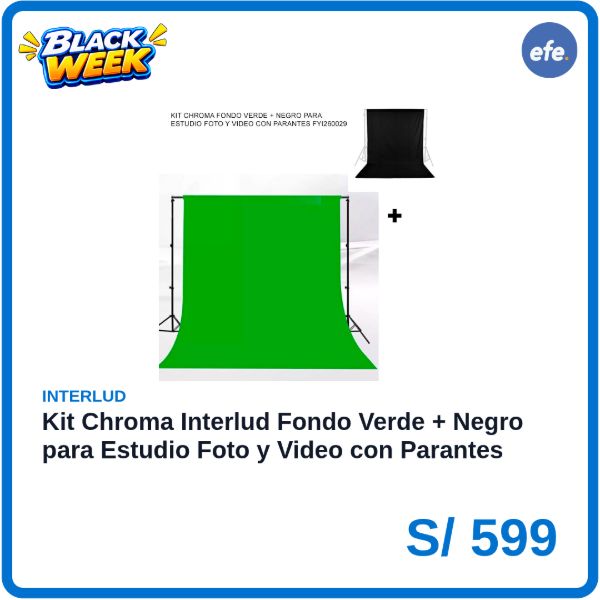 BLACK
WEEK
efe.
KIT CHROMA FONDO VERDE + NEGRO PARA
ESTUDIO FOTO Y VIDEO CON PARANTES FYI260029
+
INTERLUD
Kit Chroma Interlud Fondo Verde + Negro
para Estudio Foto y Video con Parantes
S/ 599